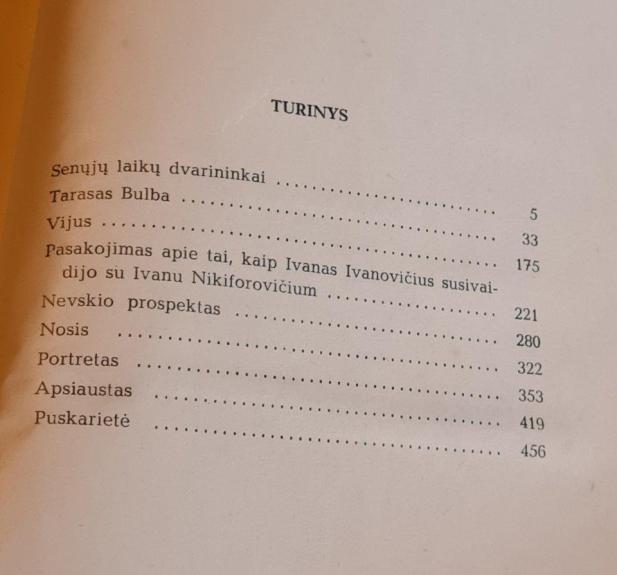 TURINYS
Senųjų laikų dvarininkai . . . . . . . . . . . . . . . . . . . . . . . . 5
Tarasas Bulba . . . . . . . . . . . . . . . . . . . . . . . . . . . . . . . . 33
Vijus . . . . . . . . . . . . . . . . . . . . . . . . . . . . . . . . . . . . . . . . 175
Pasakojimas apie tai, kaip Ivanas Ivanovičius susivai-
dijo su Ivanu Nikiforovičium . . . . . . . . . . . . . . . . . 221
Nevskio prospektas . . . . . . . . . . . . . . . . . . . . . . . . . . . 280
Nosis . . . . . . . . . . . . . . . . . . . . . . . . . . . . . . . . . . . . . . . 322
Portretas . . . . . . . . . . . . . . . . . . . . . . . . . . . . . . . . . . . . . 353
Apsiaustas . . . . . . . . . . . . . . . . . . . . . . . . . . . . . . . . . . . 419
Puskarietė . . . . . . . . . . . . . . . . . . . . . . . . . . . . . . . . . . . 456